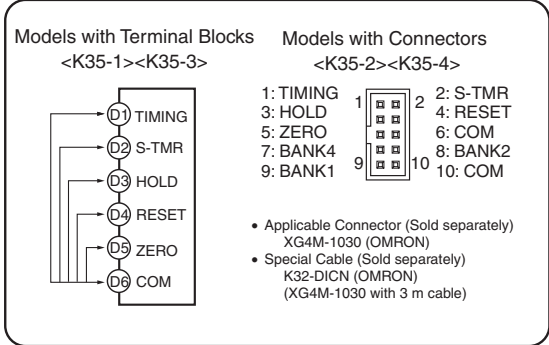 Models with Terminal Blocks
<K35-1><K35-3>
D1 TIMING
D2 S-TMR
D3 HOLD
D4 RESET
D5 ZERO
D6 COM
Models with Connectors
<K35-2><K35-4>
1: TIMING 1 2 2: S-TMR
3: HOLD 4: RESET
5: ZERO 6: COM
7: BANK4 8: BANK2
9: BANK1 9 10 10: COM
• Applicable Connector (Sold separately)
XG4M-1030 (OMRON)
• Special Cable (Sold separately)
K32-DICN (OMRON)
(XG4M-1030 with 3 m cable)